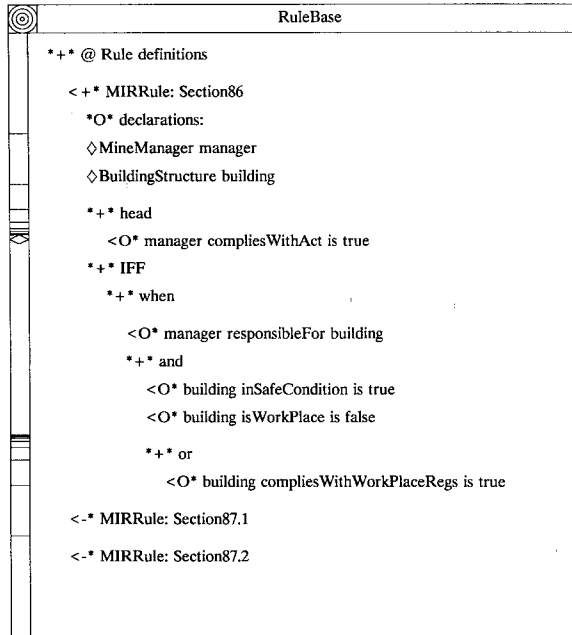 RuleBase
*+* @ Rule definitions
<+* MIRRule: Section86
*O* declarations:
◇MineManager manager
◇BuildingStructure building
*+* head
<O* manager compliesWithAct is true
*+* IFF
*+* when
<O* manager responsibleFor building
*+* and
<O* building inSafeCondition is true
<O* building isWorkPlace is false
*+* or
<O* building compliesWithWorkPlaceRegs is true
<-* MIRRule: Section87.1
<-* MIRRule: Section87.2